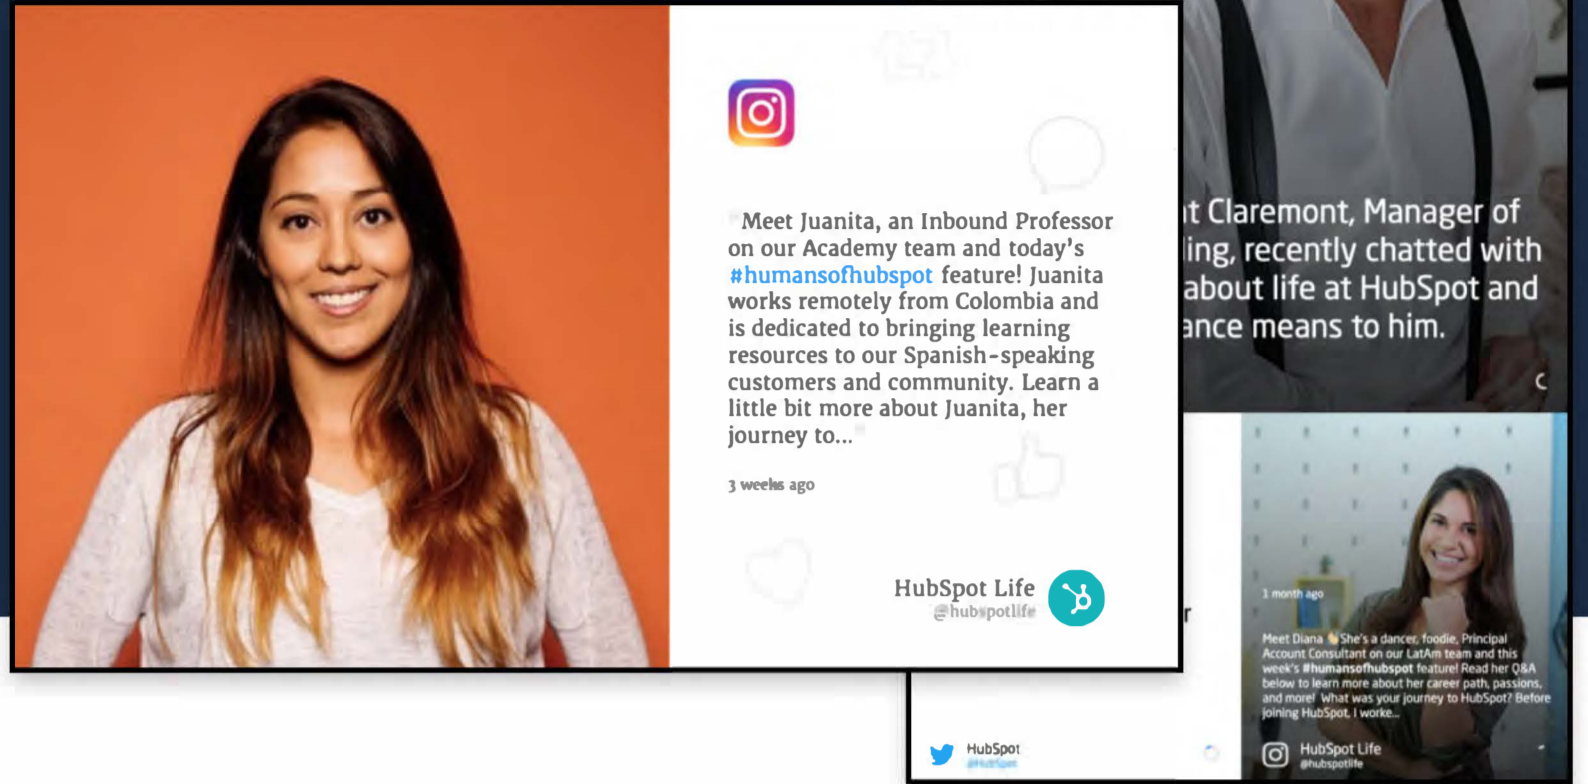 "Meet Juanita, an Inbound Professor
on our Academy team and today's
#humansofhubspot feature! Juanita
works remotely from Colombia and
is dedicated to bringing learning
resources to our Spanish-speaking
customers and community. Learn a
little bit more about Juanita, her
journey to..."
3 weeks ago
HubSpot Life
@hubspotlife
t Claremont, Manager of
ing, recently chatted with
about life at HubSpot and
ance means to him.
r
HubSpot
@HubSpot
1 month ago
Meet Diana 👋 She's a dancer, foodie, Principal
Account Consultant on our LatAm team and this
week's #humansofhubspot feature! Read her Q&A
below to learn more about her career path, passions,
and more! What was your journey to HubSpot? Before
joining HubSpot, I worke...
HubSpot Life
@hubspotlife